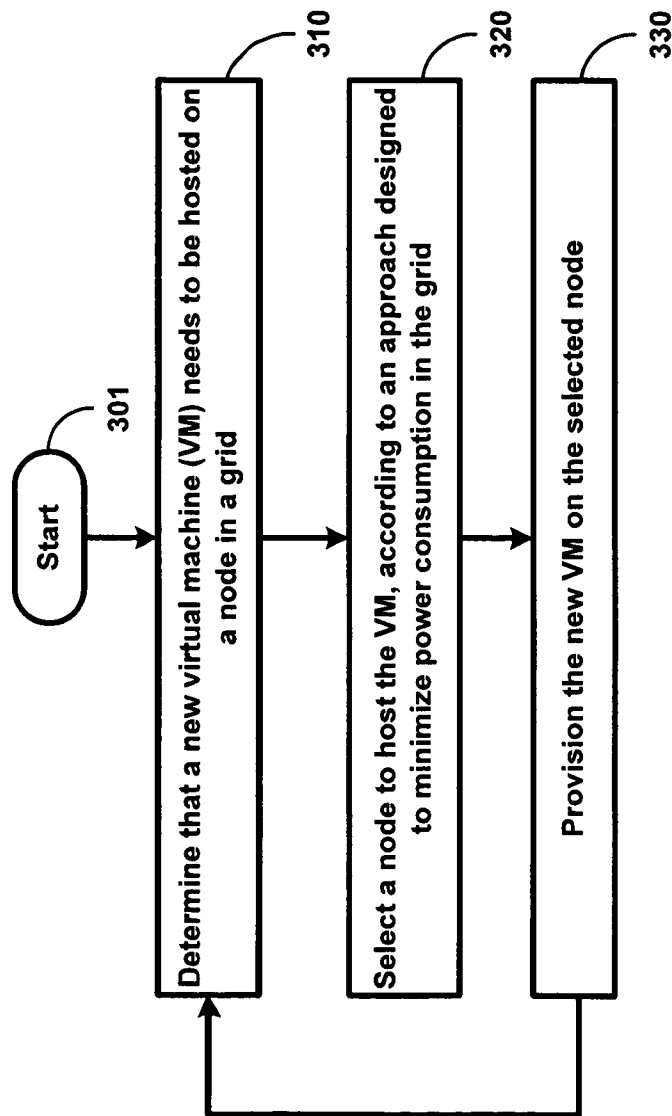 Start
301
Determine that a new virtual machine (VM) needs to be hosted on
a node in a grid
310
Select a node to host the VM, according to an approach designed
to minimize power consumption in the grid
320
Provision the new VM on the selected node
330